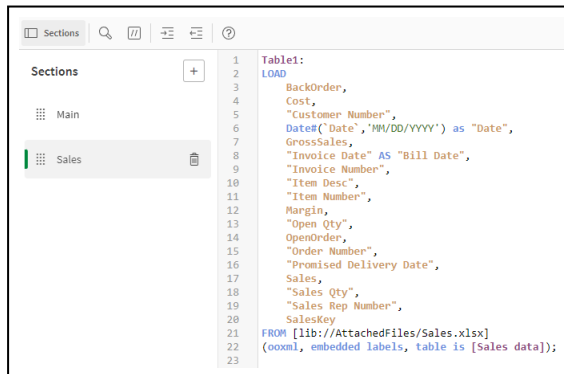 Sections
Sections
+
Main
Sales
1 Table1:
2 LOAD
3 BackOrder,
4 Cost,
5 "Customer Number",
6 Date#(`Date`,'MM/DD/YYYY') as "Date",
7 GrossSales,
8 "Invoice Date" AS "Bill Date",
9 "Invoice Number",
10 "Item Desc",
11 "Item Number",
12 Margin,
13 "Open Qty",
14 OpenOrder,
15 "Order Number",
16 "Promised Delivery Date",
17 Sales,
18 "Sales Qty",
19 "Sales Rep Number",
20 SalesKey
21 FROM [lib://AttachedFiles/Sales.xlsx]
22 (ooxml, embedded labels, table is [Sales data]);
23